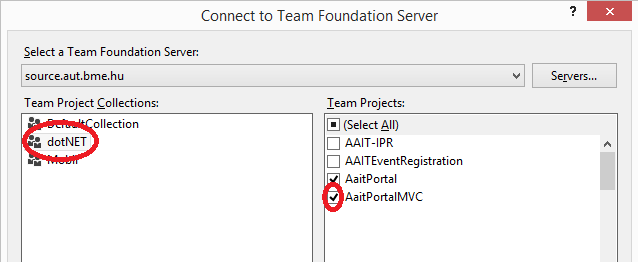 Connect to Team Foundation Server
?
Select a Team Foundation Server:
source.aut.bme.hu
Servers...
Team Project Collections:
DefaultCollection
dotNET
Mobil
Team Projects:
(Select All)
AAIT-IPR
AAITEventRegistration
AaitPortal
AaitPortalMVC